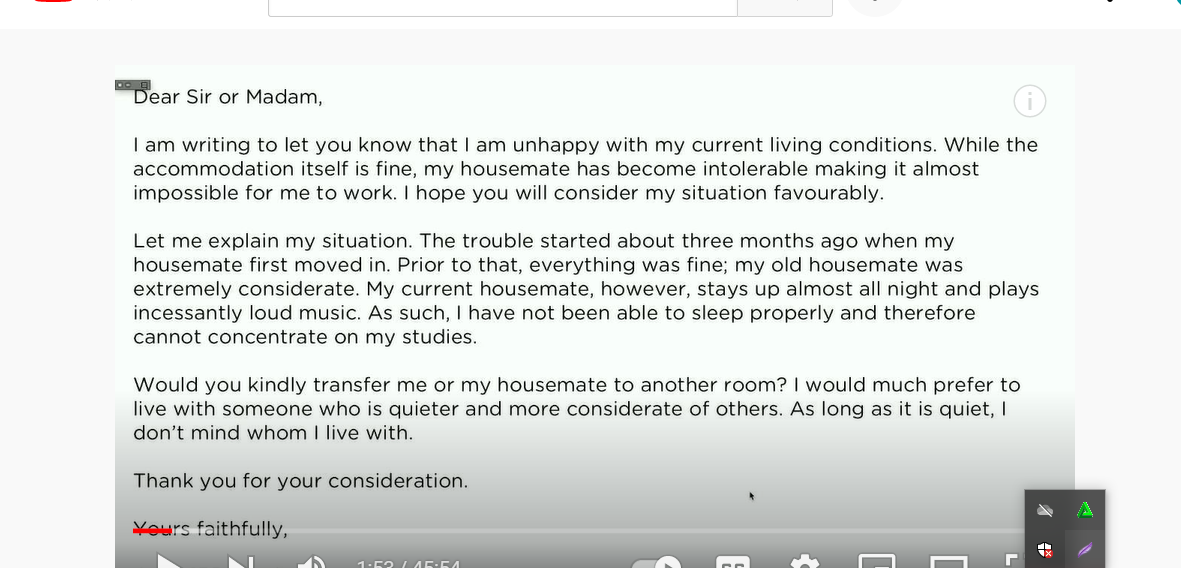 Dear Sir or Madam,
I am writing to let you know that I am unhappy with my current living conditions. While the
accommodation itself is fine, my housemate has become intolerable making it almost
impossible for me to work. I hope you will consider my situation favourably.
Let me explain my situation. The trouble started about three months ago when my
housemate first moved in. Prior to that, everything was fine; my old housemate was
extremely considerate. My current housemate, however, stays up almost all night and plays
incessantly loud music. As such, I have not been able to sleep properly and therefore
cannot concentrate on my studies.
Would you kindly transfer me or my housemate to another room? I would much prefer to
live with someone who is quieter and more considerate of others. As long as it is quiet, I
don’t mind whom I live with.
Thank you for your consideration.
Yours faithfully,
1:53 / 45:54